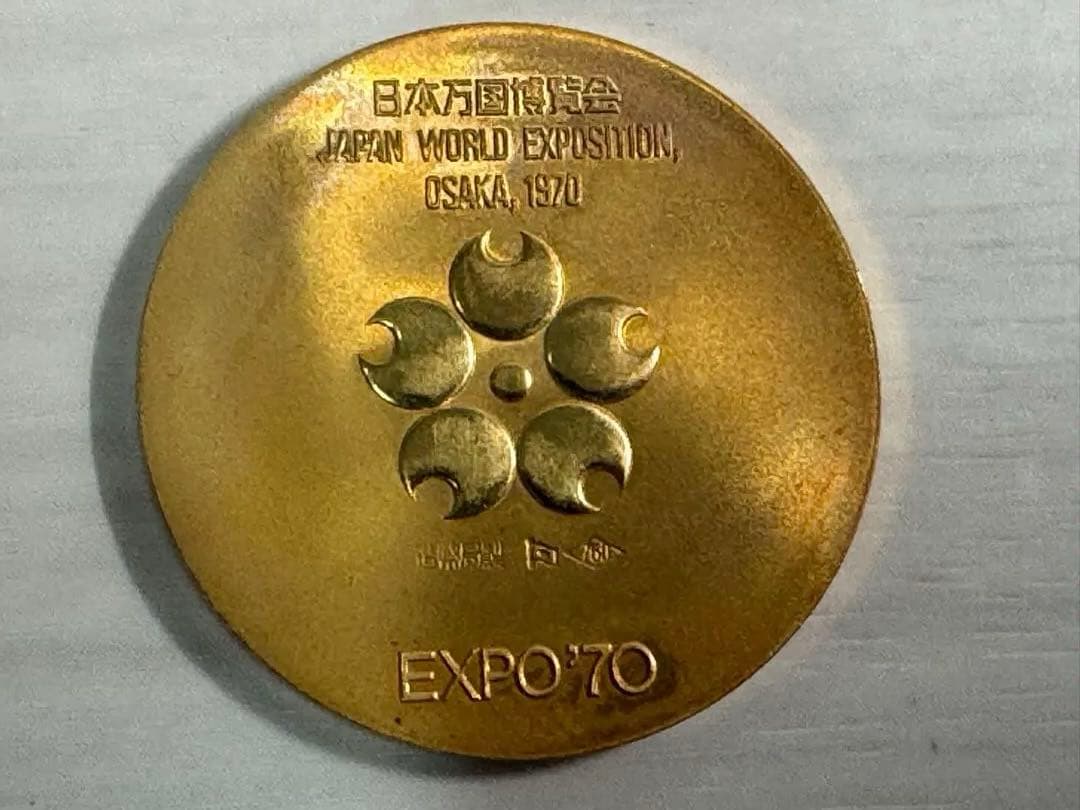 日本万国博覧会
JAPAN WORLD EXPOSITION,
OSAKA, 1970
EXPO'70